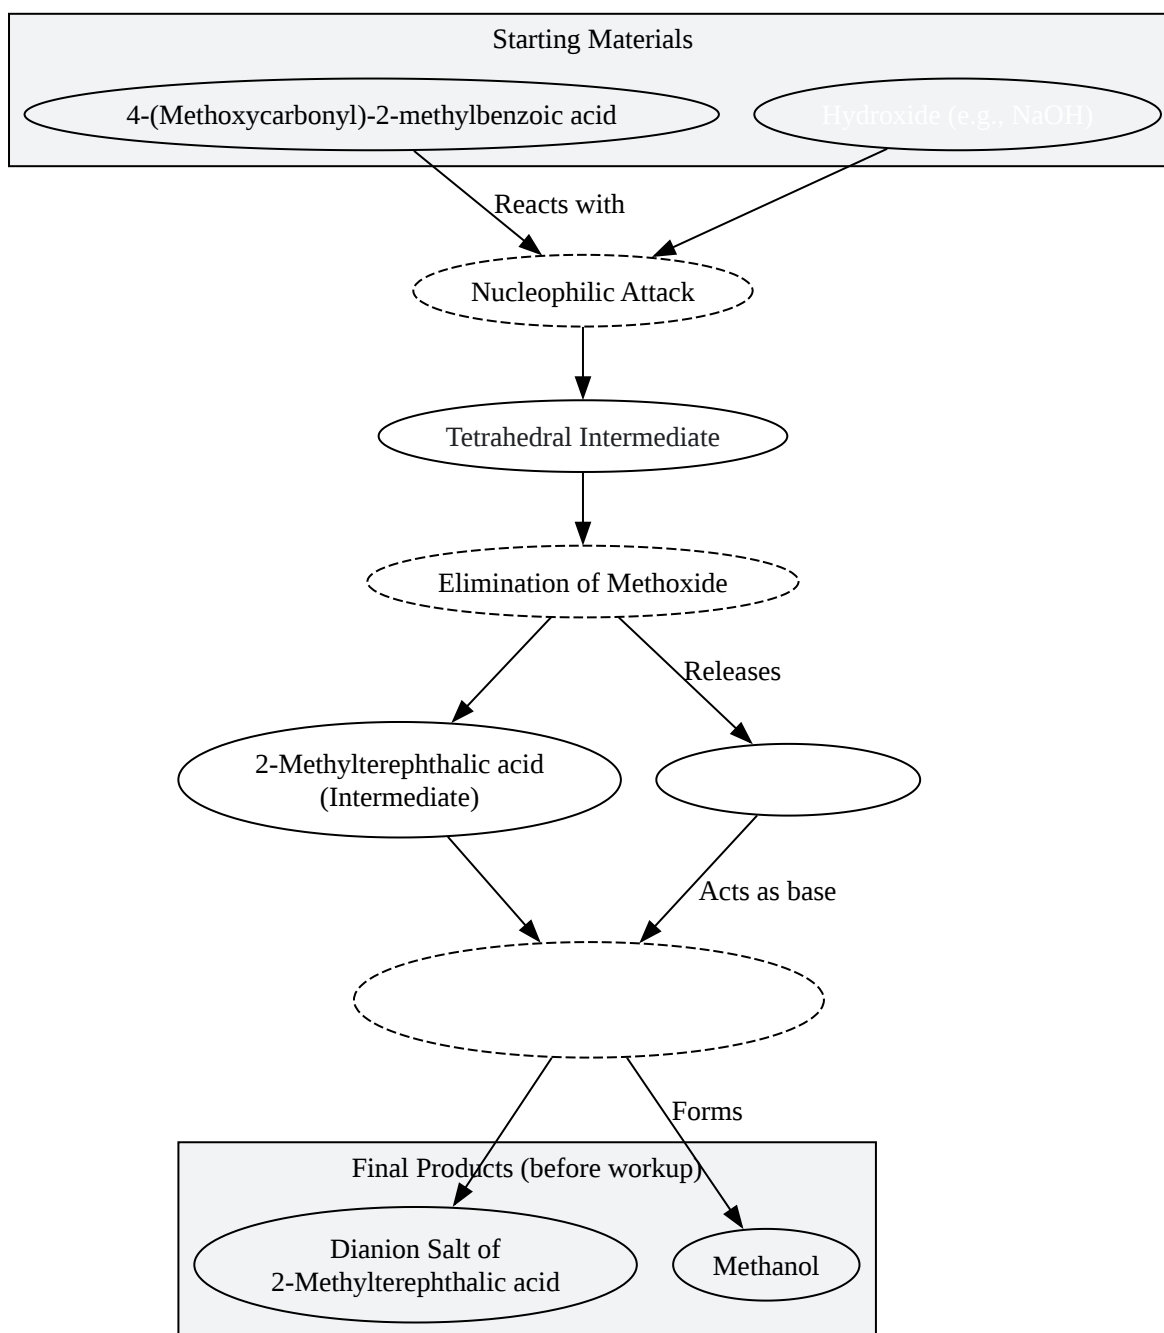 Starting Materials
4-(Methoxycarbonyl)-2-methylbenzoic acid
Hydroxide (e.g., NaOH)
Reacts with
Nucleophilic Attack
Tetrahedral Intermediate
Elimination of Methoxide
Releases
2-Methylterephthalic acid
(Intermediate)
Acts as base
Forms
Final Products (before workup)
Dianion Salt of
2-Methylterephthalic acid
Methanol